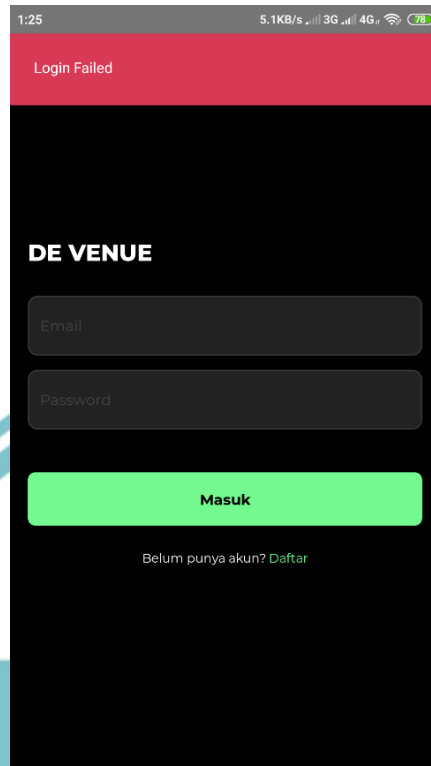 1:25 5.1KB/s 3G 4G 78
Login Failed
DE VENUE
Email
Password
Masuk
Belum punya akun? Daftar